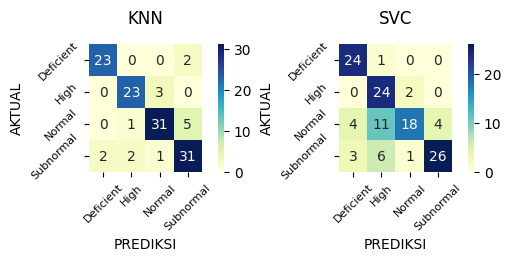 KNN
AKTUAL
Deficient
High
Normal
Subnormal
23 0 0 2
0 23 3 0
0 1 31 5
2 2 1 31
Deficient High Normal Subnormal
PREDIKSI
30
20
10
0
SVC
AKTUAL
Deficient
High
Normal
Subnormal
24 1 0 0
0 24 2 0
4 11 18 4
3 6 1 26
Deficient High Normal Subnormal
PREDIKSI
20
10
0